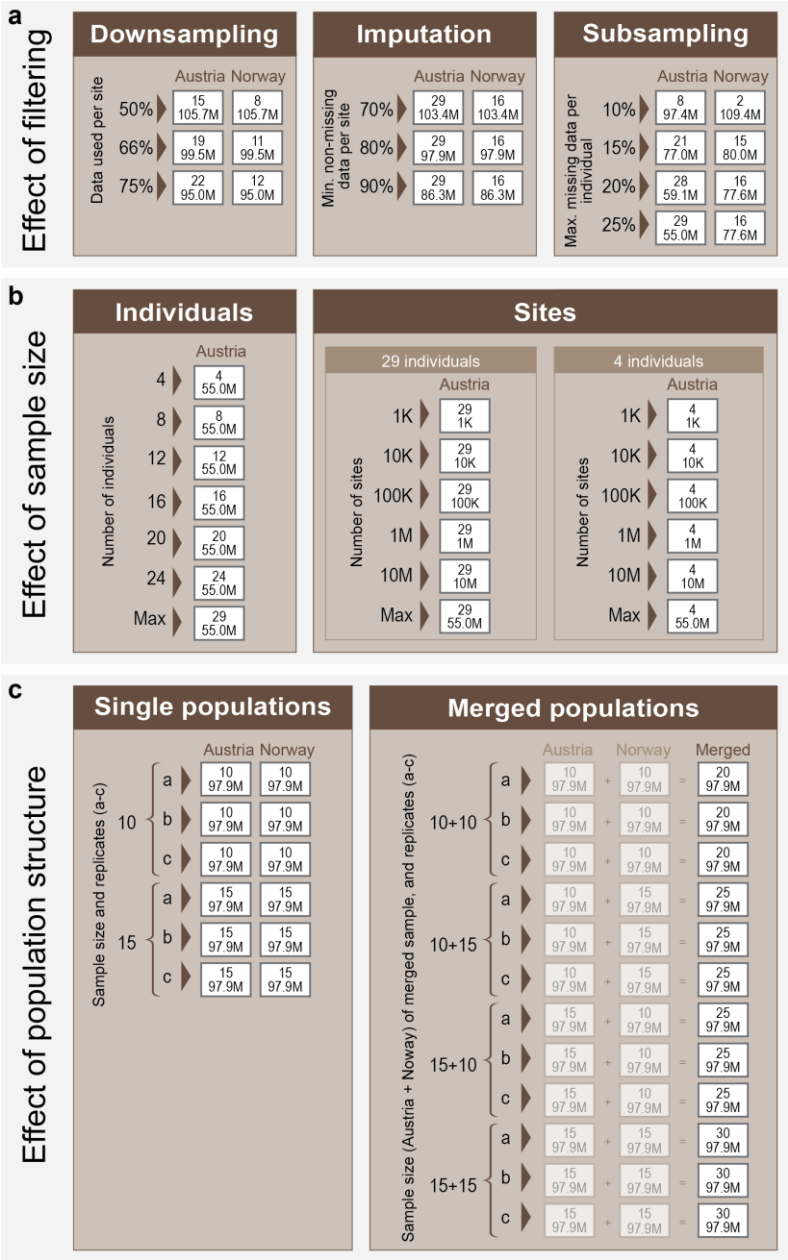 a
Effect of filtering
Downsampling
Data used per site
Austria Norway
50%
15 8
105.7M 105.7M
66%
19 11
99.5M 99.5M
75%
22 12
95.0M 95.0M
Imputation
Min. non-missing
data per site
Austria Norway
70%
29 16
103.4M 103.4M
80%
29 16
97.9M 97.9M
90%
29 16
86.3M 86.3M
Subsampling
Max. missing data per
individual
Austria Norway
10%
8 2
97.4M 109.4M
15%
21 15
77.0M 80.0M
20%
28 16
59.1M 77.6M
25%
29 16
55.0M 77.6M
b
Effect of sample size
Individuals
Number of individuals
Austria
4
4
55.0M
8
8
55.0M
12
12
55.0M
16
16
55.0M
20
20
55.0M
24
24
55.0M
Max
29
55.0M
Sites
29 individuals
Number of sites
Austria
1K
29
1K
10K
29
10K
100K
29
100K
1M
29
1M
10M
29
10M
Max
29
55.0M
4 individuals
Number of sites
Austria
1K
4
1K
10K
4
10K
100K
4
100K
1M
4
1M
10M
4
10M
Max
4
55.0M
c
Effect of population structure
Single populations
Sample size and replicates (a-c)
Austria Norway
10
a
10 10
97.9M 97.9M
b
10 10
97.9M 97.9M
c
10 10
97.9M 97.9M
15
a
15 15
97.9M 97.9M
b
15 15
97.9M 97.9M
c
15 15
97.9M 97.9M
Merged populations
Sample size (Austria + Noway) of merged sample, and replicates (a-c)
Austria Norway Merged
10+10
a
10 + 10 = 20
97.9M 97.9M 97.9M
b
10 + 10 = 20
97.9M 97.9M 97.9M
c
10 + 10 = 20
97.9M 97.9M 97.9M
10+15
a
10 + 15 = 25
97.9M 97.9M 97.9M
b
10 + 15 = 25
97.9M 97.9M 97.9M
c
10 + 15 = 25
97.9M 97.9M 97.9M
15+10
a
15 + 10 = 25
97.9M 97.9M 97.9M
b
15 + 10 = 25
97.9M 97.9M 97.9M
c
15 + 10 = 25
97.9M 97.9M 97.9M
15+15
a
15 + 15 = 30
97.9M 97.9M 97.9M
b
15 + 15 = 30
97.9M 97.9M 97.9M
c
15 + 15 = 30
97.9M 97.9M 97.9M